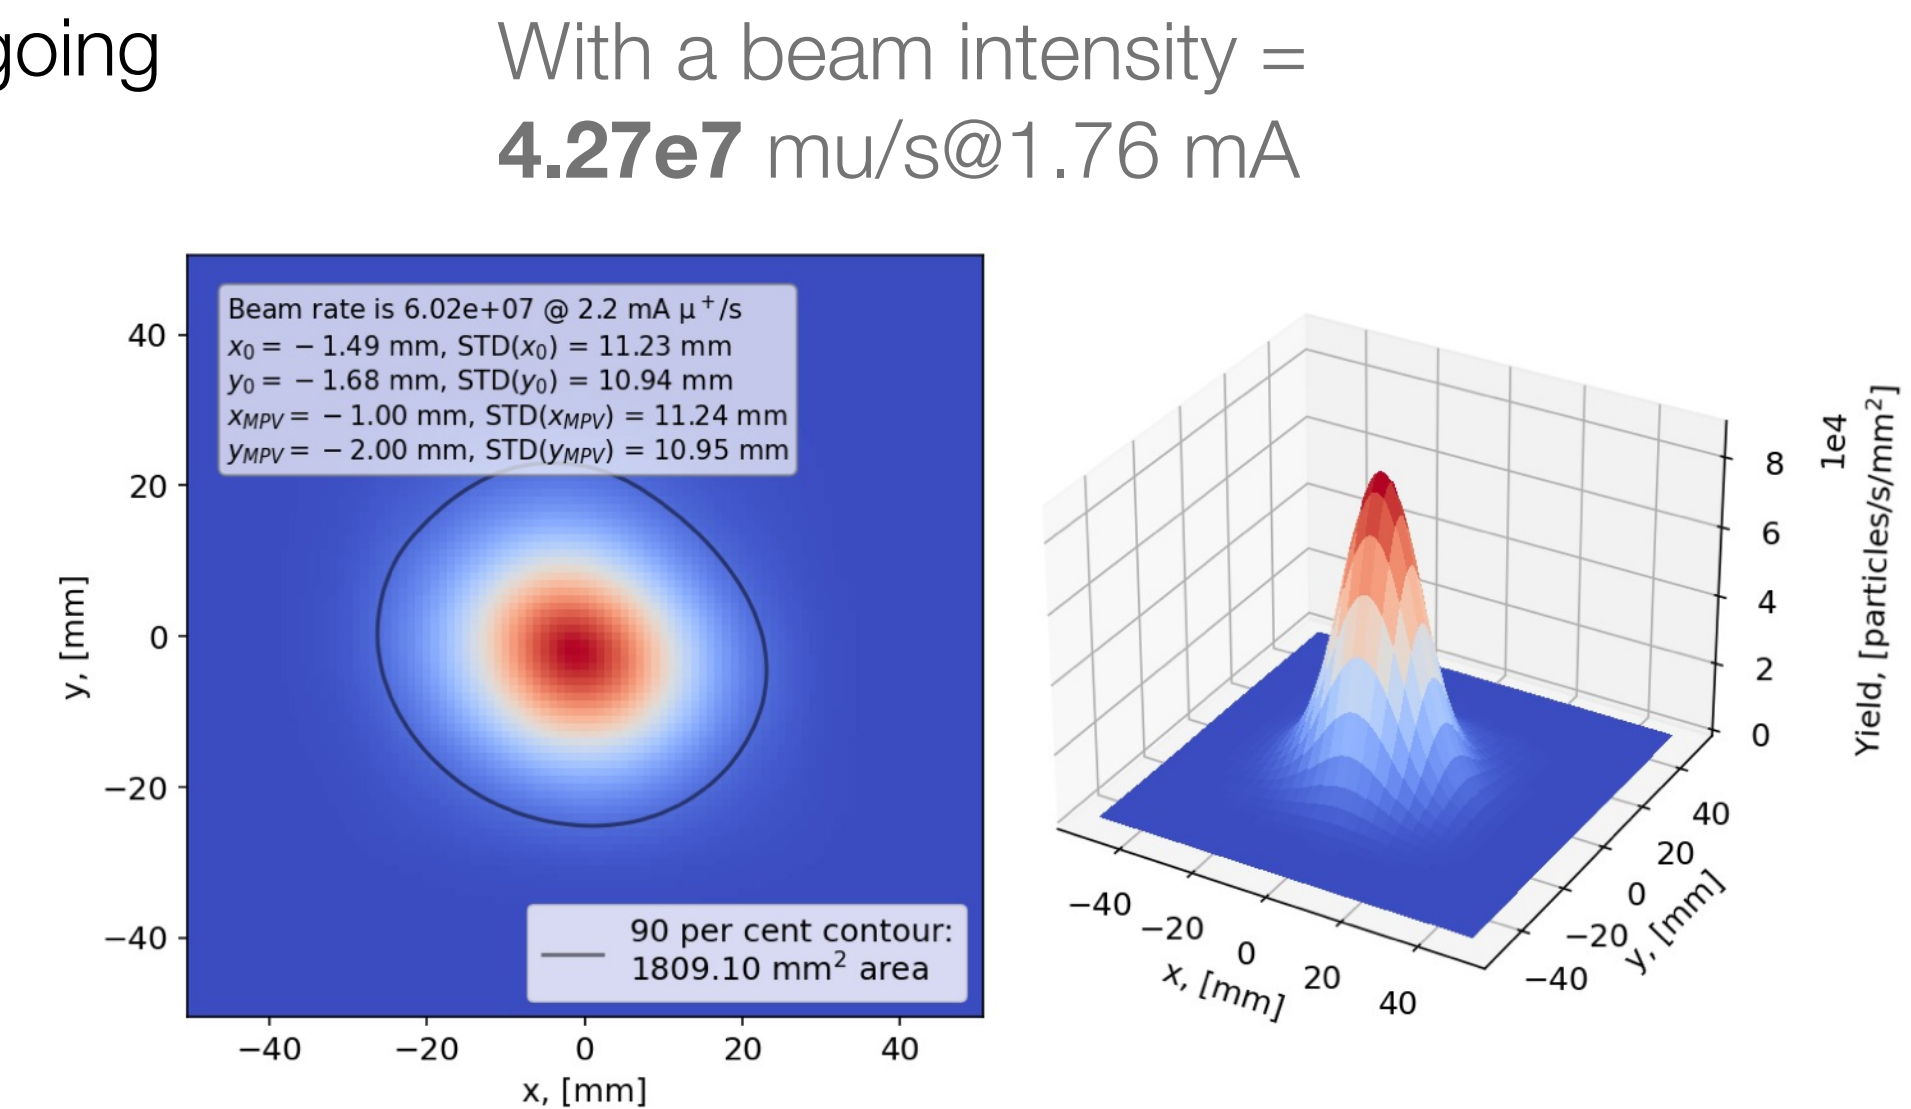 going
With a beam intensity =
4.27e7 mu/s@1.76 mA
Beam rate is 6.02e+07 @ 2.2 mA μ⁺/s
x₀ = − 1.49 mm, STD(x₀) = 11.23 mm
y₀ = − 1.68 mm, STD(y₀) = 10.94 mm
x_MPV = − 1.00 mm, STD(x_MPV) = 11.24 mm
y_MPV = − 2.00 mm, STD(y_MPV) = 10.95 mm
40
20
0
−20
−40
y, [mm]
90 per cent contour:
1809.10 mm² area
−40 −20 0 20 40
x, [mm]
1e4
8
6
4
2
0
Yield, [particles/s/mm²]
40
20
0
−20
−40
y, [mm]
−40
−20
0
20
40
x, [mm]